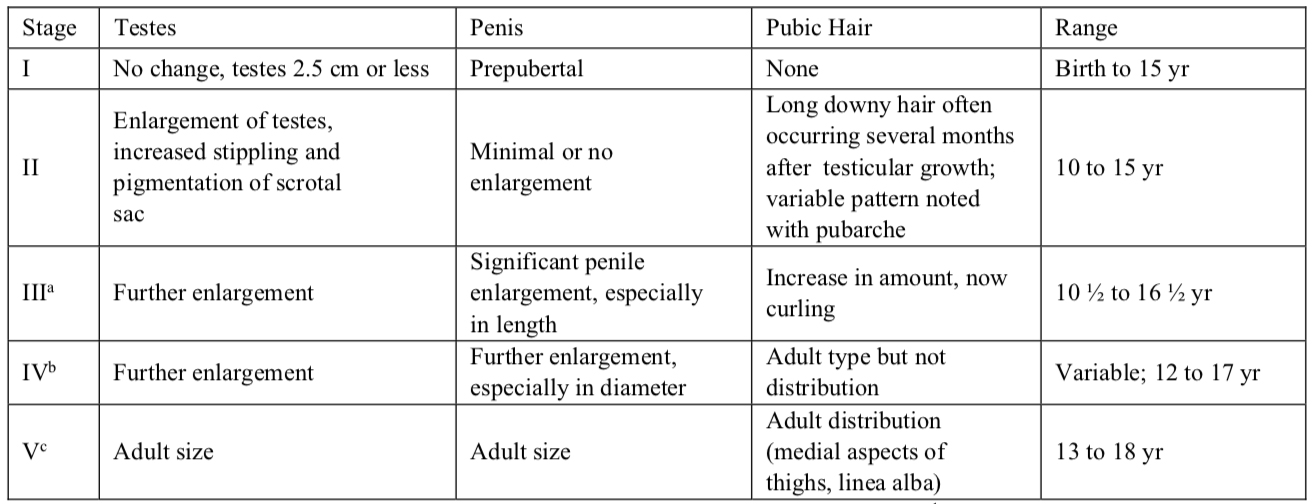 Stage Testes Penis Pubic Hair Range
I No change, testes 2.5 cm or less Prepubertal None Birth to 15 yr
II
Enlargement of testes,
increased stippling and
pigmentation of scrotal
sac
Minimal or no
enlargement
Long downy hair often
occurring several months
after testicular growth;
variable pattern noted
with pubarche
10 to 15 yr
IIIᵃ
Further enlargement
Significant penile
enlargement, especially
in length
Increase in amount, now
curling
10 ½ to 16 ½ yr
IVᵇ
Further enlargement
Further enlargement,
especially in diameter
Adult type but not
distribution
Variable; 12 to 17 yr
Vᶜ
Adult size
Adult size
Adult distribution
(medial aspects of
thighs, linea alba)
13 to 18 yr